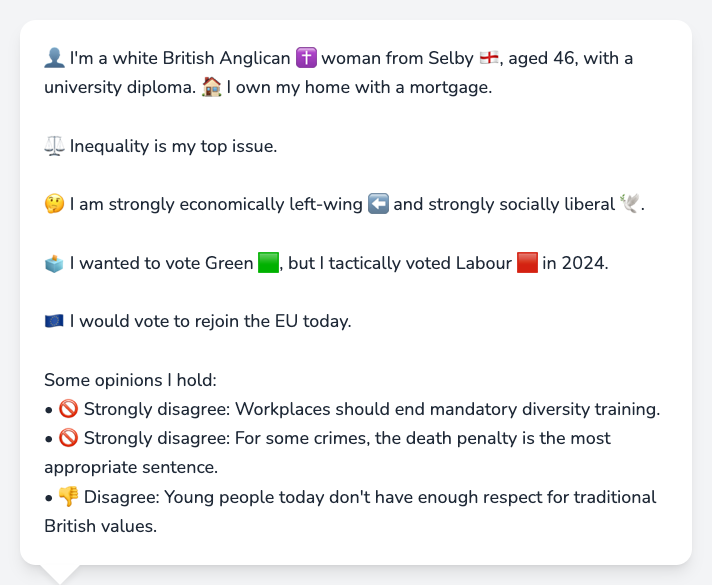 👤 I'm a white British Anglican ✝️ woman from Selby 🏴󠁧󠁢󠁥󠁮󠁧󠁿, aged 46, with a
university diploma. 🏠 I own my home with a mortgage.
⚖️ Inequality is my top issue.
🤔 I am strongly economically left-wing ⬅️ and strongly socially liberal 🕊️.
🗳️ I wanted to vote Green 🟩, but I tactically voted Labour 🟥 in 2024.
🇪🇺 I would vote to rejoin the EU today.
Some opinions I hold:
• 🚫 Strongly disagree: Workplaces should end mandatory diversity training.
• 🚫 Strongly disagree: For some crimes, the death penalty is the most
appropriate sentence.
• 👎 Disagree: Young people today don't have enough respect for traditional
British values.